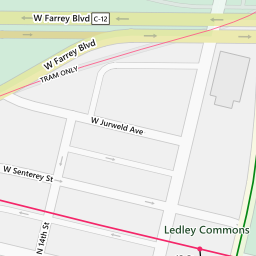 W Farrey Blvd
C-12
W Farrey Blvd
TRAM ONLY
W Jurweld Ave
W Senterey St
N 14th St
Ledley Commons